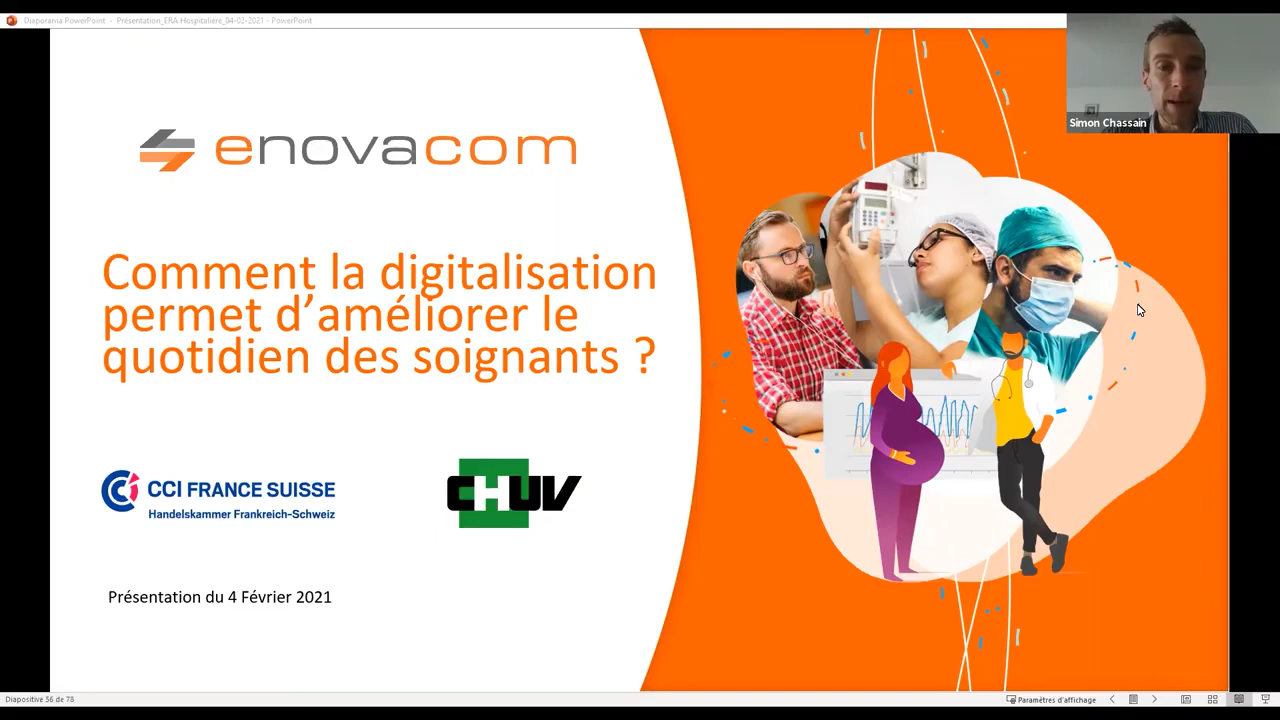 Diaporama PowerPoint - Présentation_ERA Hospitalière_04-02-2021 - PowerPoint
Simon Chassain
enovacom
Comment la digitalisation
permet d’améliorer le
quotidien des soignants ?
CCI FRANCE SUISSE
Handelskammer Frankreich-Schweiz
CHUV
Présentation du 4 Février 2021
Diapositive 56 de 73
Paramètres d'affichage